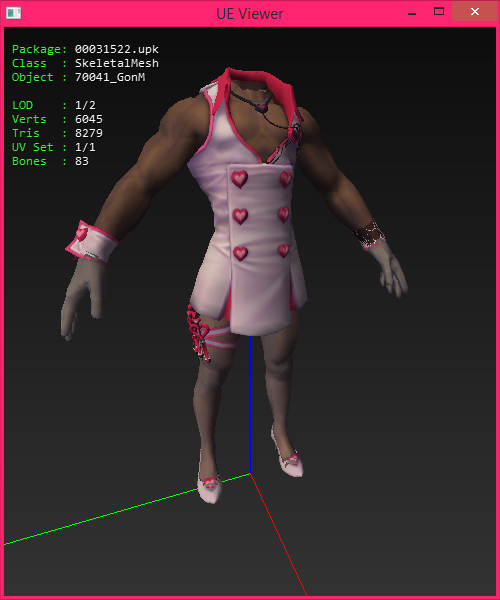 UE Viewer
Package: 00031522.upk
Class  : SkeletalMesh
Object : 70041_GonM
LOD    : 1/2
Verts  : 6045
Tris   : 8279
UV Set : 1/1
Bones  : 83